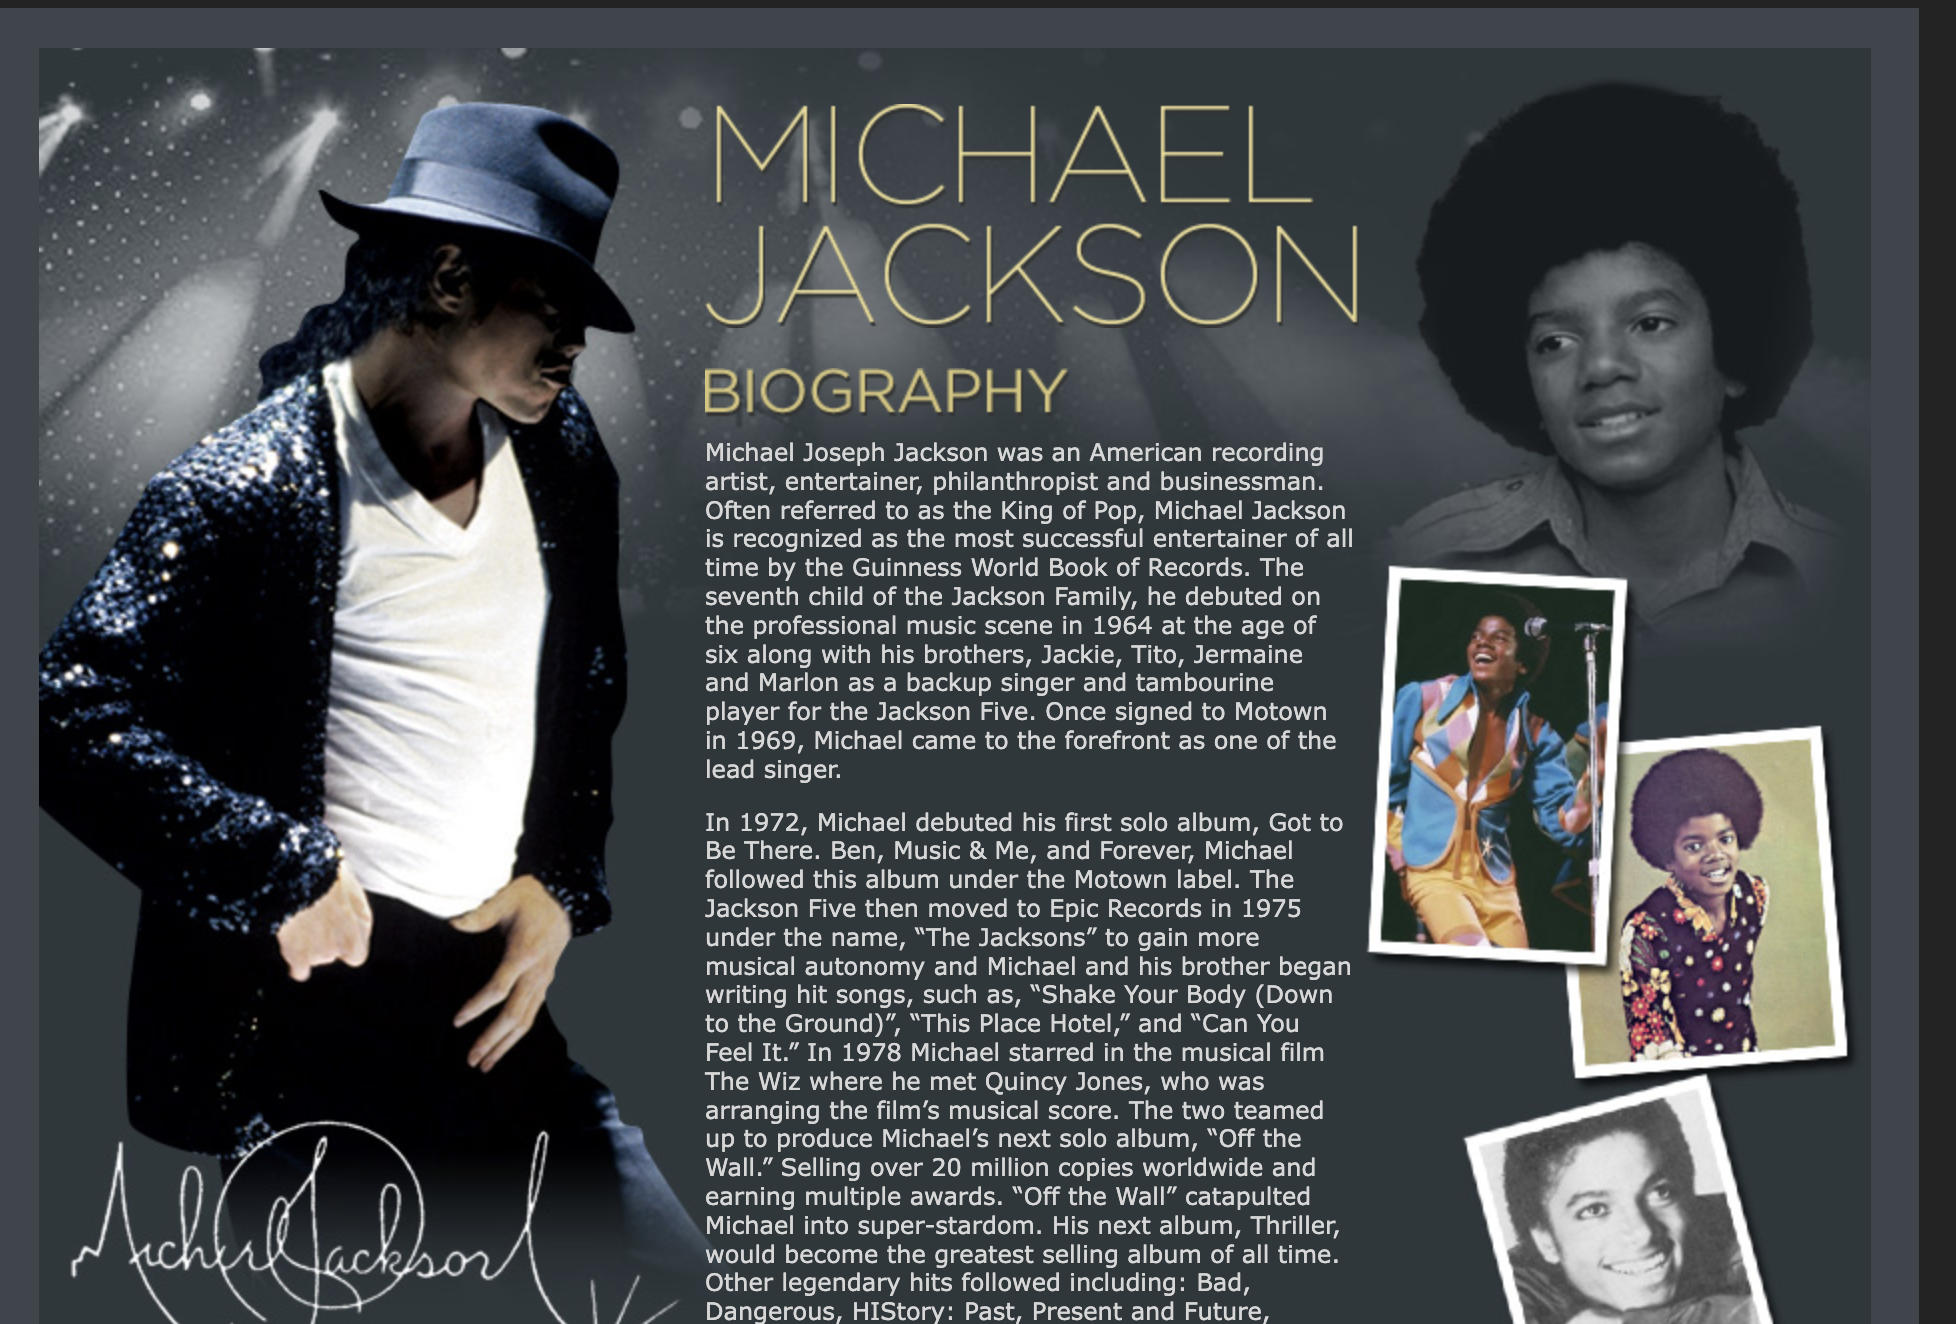 MICHAEL
JACKSON
BIOGRAPHY
Michael Joseph Jackson was an American recording
artist, entertainer, philanthropist and businessman.
Often referred to as the King of Pop, Michael Jackson
is recognized as the most successful entertainer of all
time by the Guinness World Book of Records. The
seventh child of the Jackson Family, he debuted on
the professional music scene in 1964 at the age of
six along with his brothers, Jackie, Tito, Jermaine
and Marlon as a backup singer and tambourine
player for the Jackson Five. Once signed to Motown
in 1969, Michael came to the forefront as one of the
lead singer.
In 1972, Michael debuted his first solo album, Got to
Be There. Ben, Music & Me, and Forever, Michael
followed this album under the Motown label. The
Jackson Five then moved to Epic Records in 1975
under the name, “The Jacksons” to gain more
musical autonomy and Michael and his brother began
writing hit songs, such as, “Shake Your Body (Down
to the Ground)”, “This Place Hotel,” and “Can You
Feel It.” In 1978 Michael starred in the musical film
The Wiz where he met Quincy Jones, who was
arranging the film’s musical score. The two teamed
up to produce Michael’s next solo album, “Off the
Wall.” Selling over 20 million copies worldwide and
earning multiple awards. “Off the Wall” catapulted
Michael into super-stardom. His next album, Thriller,
would become the greatest selling album of all time.
Other legendary hits followed including: Bad,
Dangerous, HIStory: Past, Present and Future,
Michael Jackson